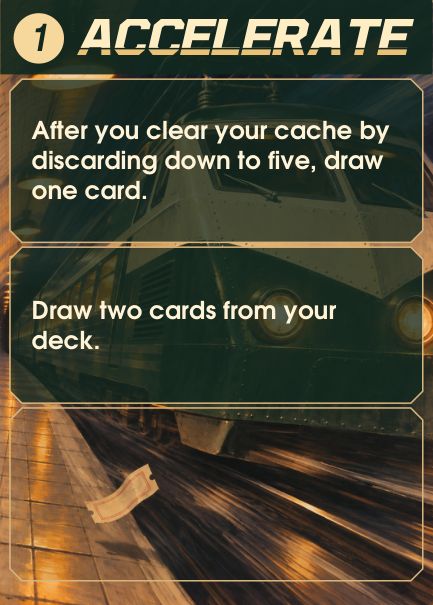 1 ACCELERATE
After you clear your cache by
discarding down to five, draw
one card.
Draw two cards from your
deck.